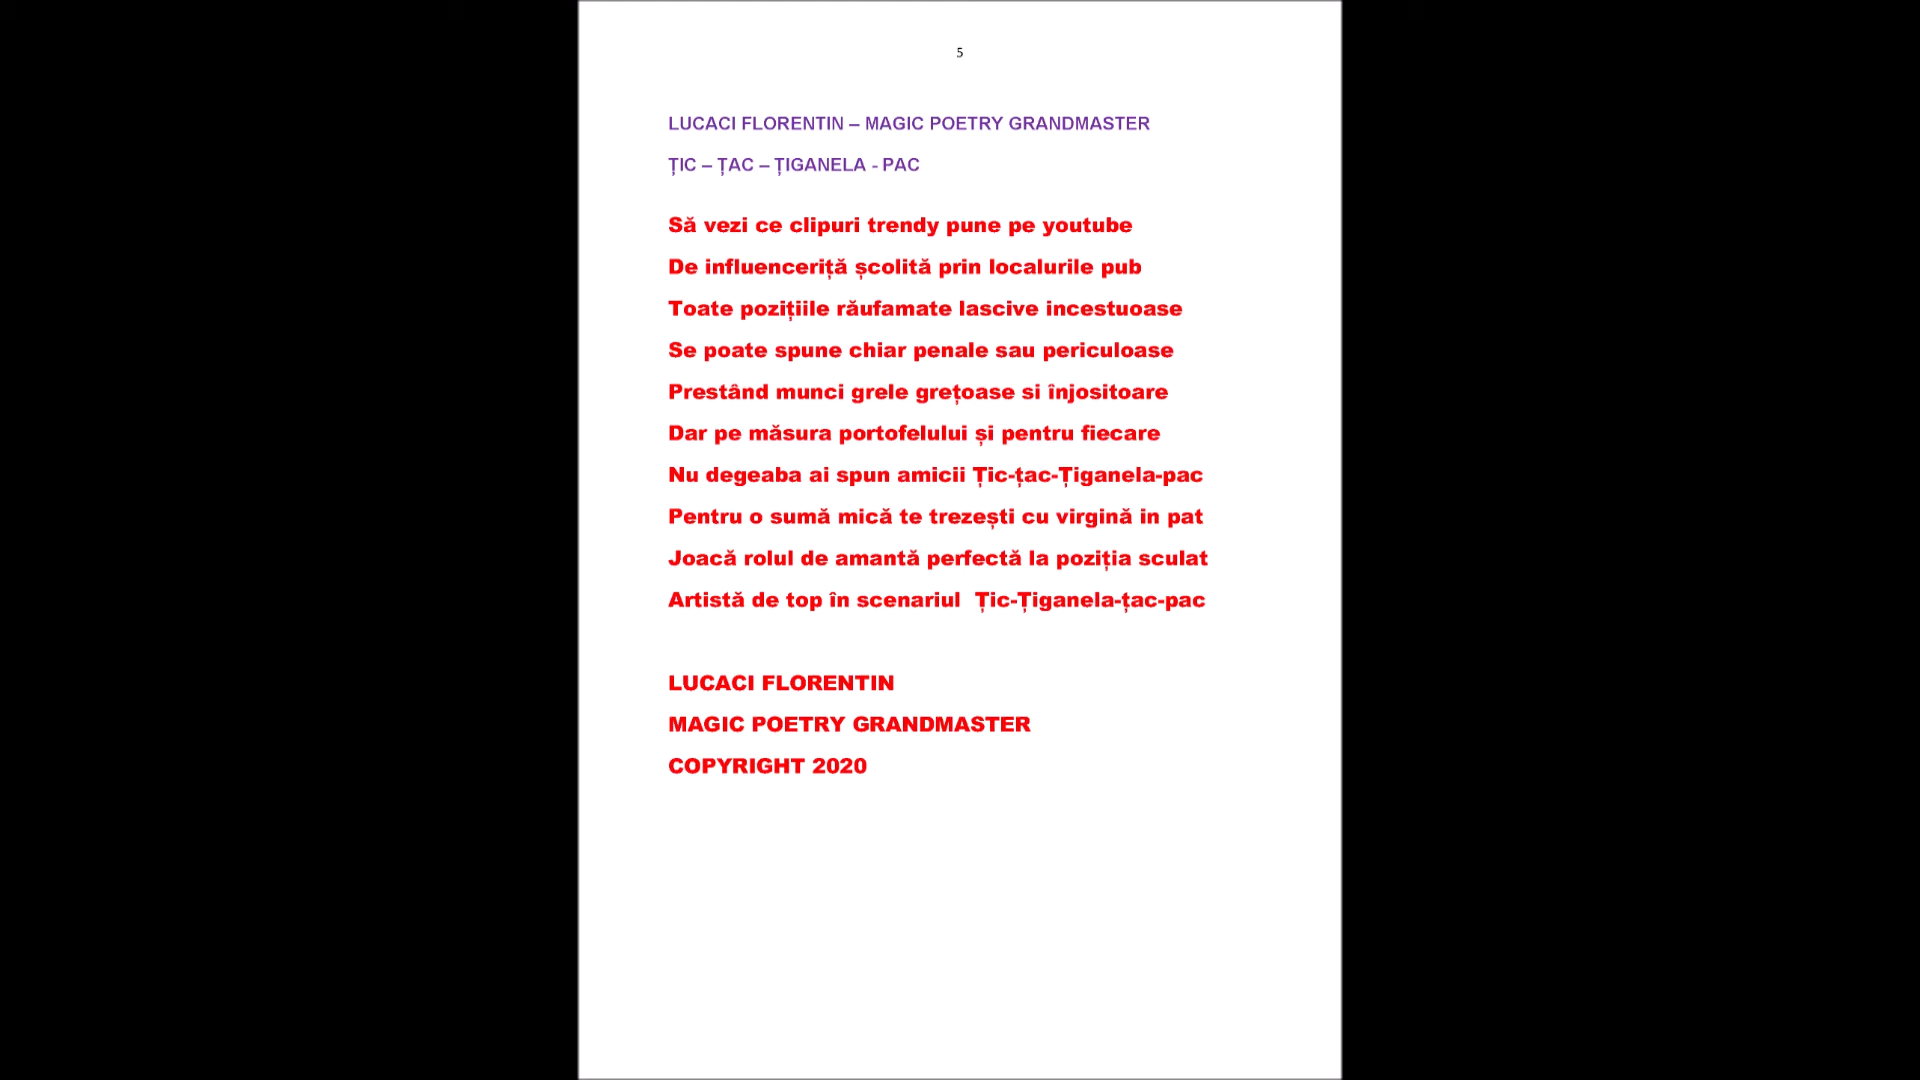 5
LUCACI FLORENTIN – MAGIC POETRY GRANDMASTER
ȚIC – ȚAC – ȚIGANELA - PAC
Să vezi ce clipuri trendy pune pe youtube
De influenceriță școlită prin localurile pub
Toate pozițiile răufamate lascive incestuoase
Se poate spune chiar penale sau periculoase
Prestând munci grele grețoase si înjositoare
Dar pe măsura portofelului și pentru fiecare
Nu degeaba ai spun amicii Țic-țac-Țiganela-pac
Pentru o sumă mică te trezești cu virgină in pat
Joacă rolul de amantă perfectă la poziția sculat
Artistă de top în scenariul  Țic-Țiganela-țac-pac
LUCACI FLORENTIN
MAGIC POETRY GRANDMASTER
COPYRIGHT 2020